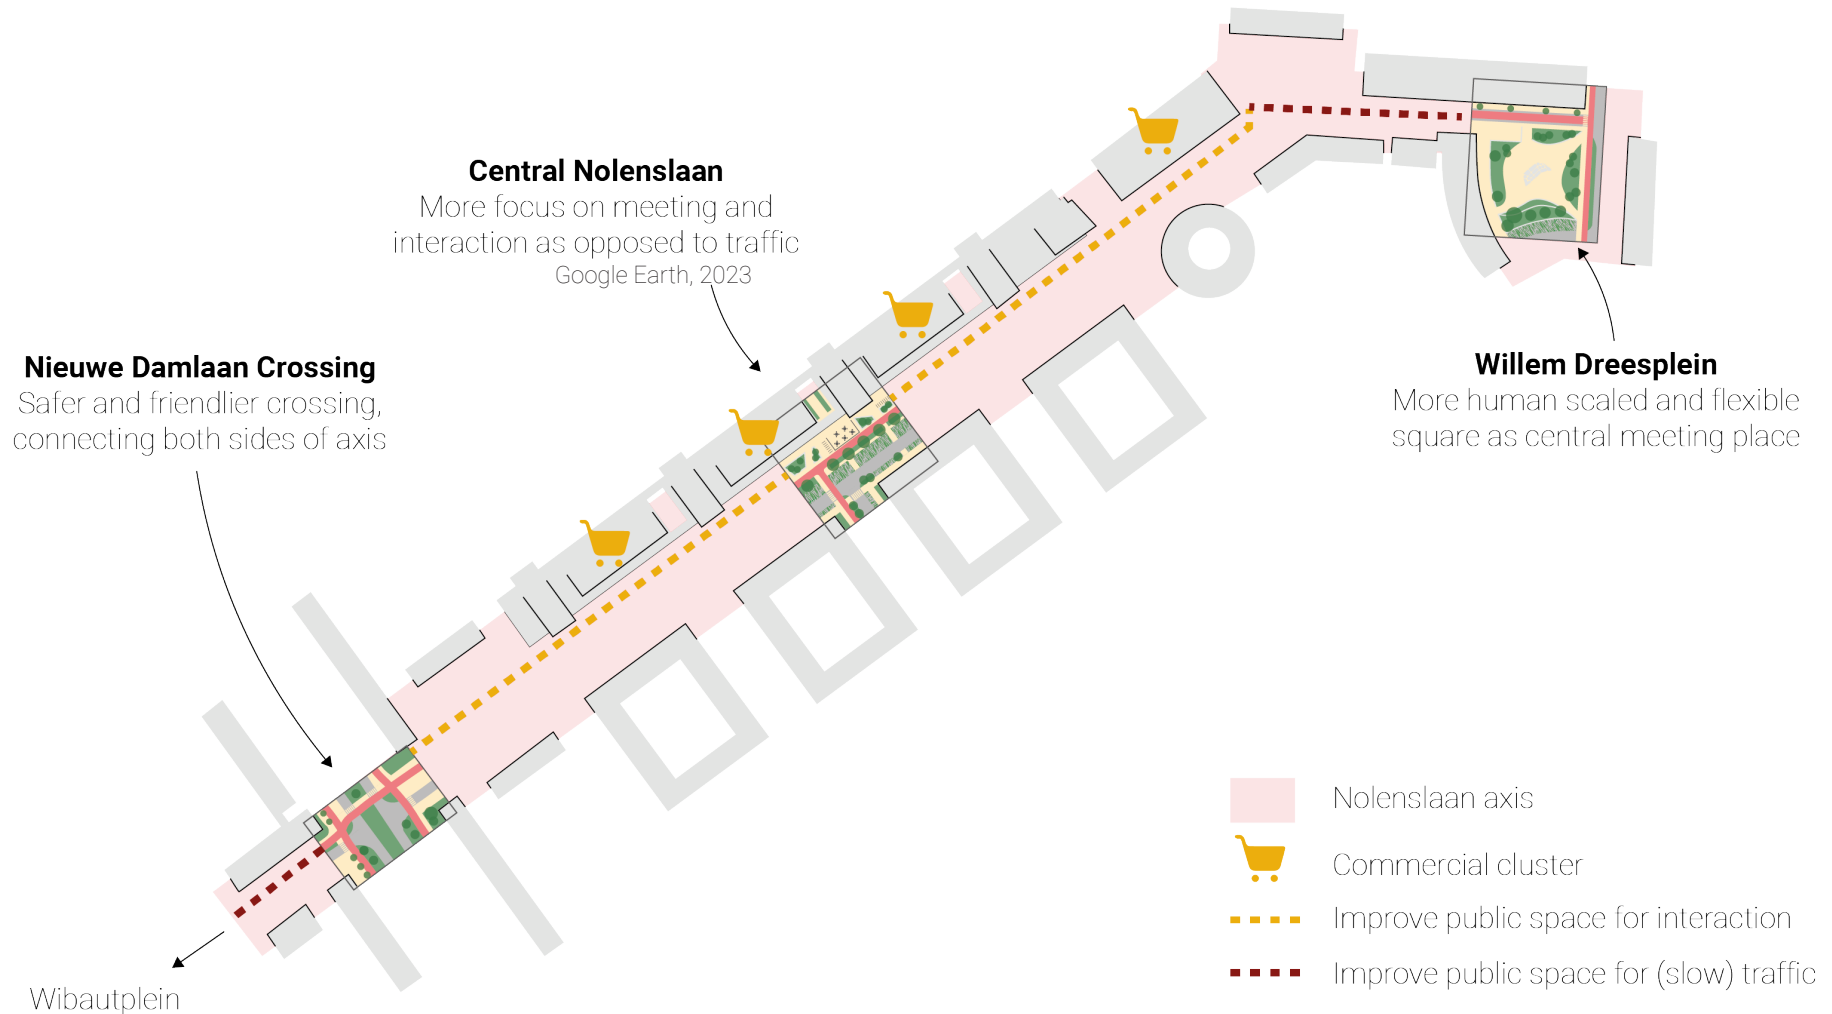 Central Nolenslaan
More focus on meeting and
interaction as opposed to traffic
Google Earth, 2023
Nieuwe Damlaan Crossing
Safer and friendlier crossing,
connecting both sides of axis
Willem Dreesplein
More human scaled and flexible
square as central meeting place
Nolenslaan axis
Commercial cluster
Improve public space for interaction
Improve public space for (slow) traffic
Wibautplein